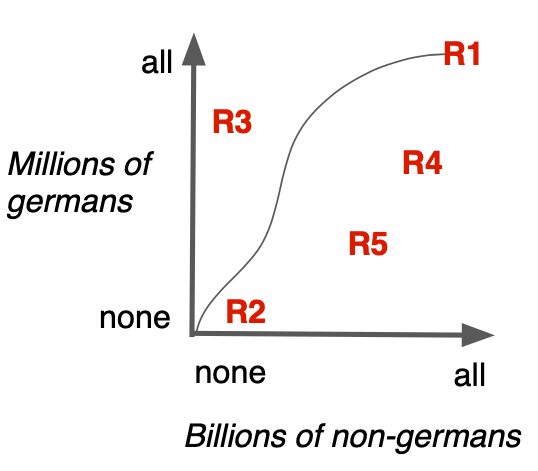 all
R1
R3
Millions of
germans
R4
R5
R2
none
none
all
Billions of non-germans